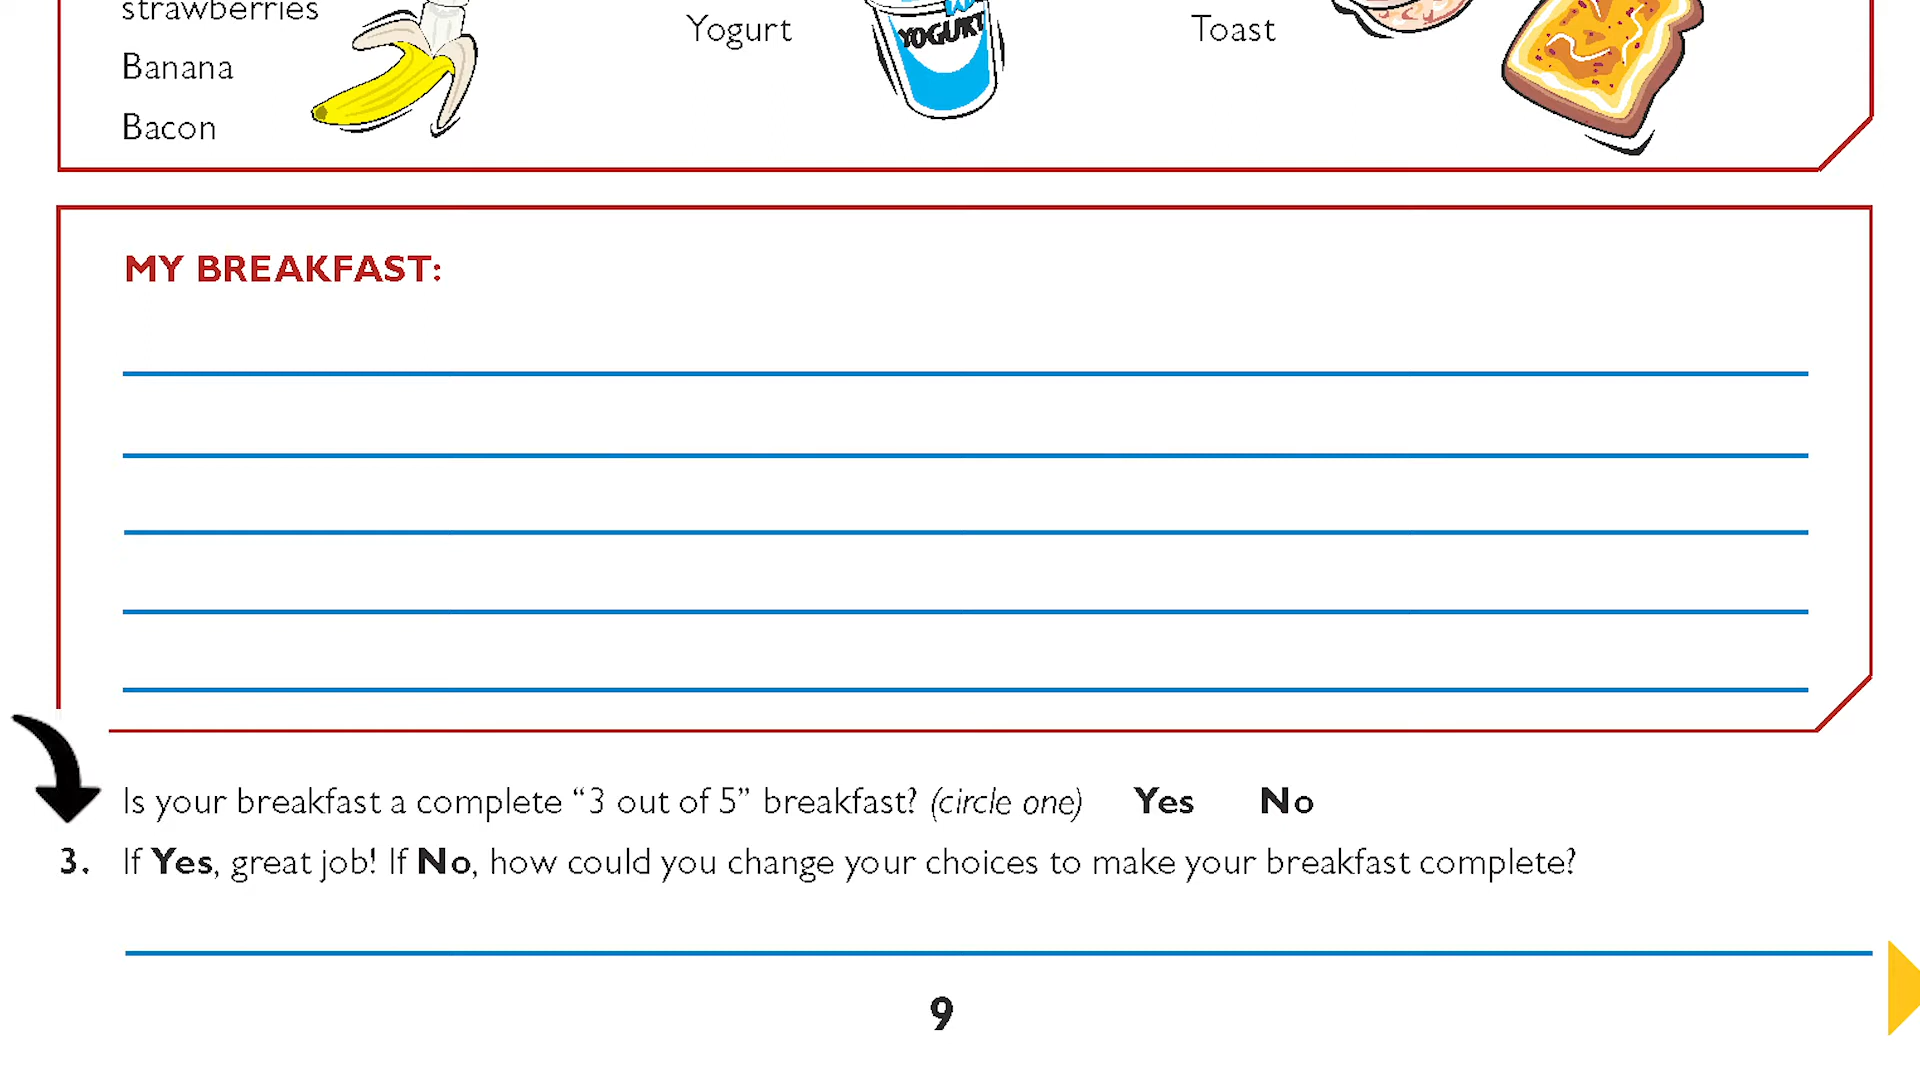 strawberries
Banana
Bacon
Yogurt
YOGURT
Toast
MY BREAKFAST:
Is your breakfast a complete “3 out of 5” breakfast? (circle one) Yes No
3. If Yes, great job! If No, how could you change your choices to make your breakfast complete?
9